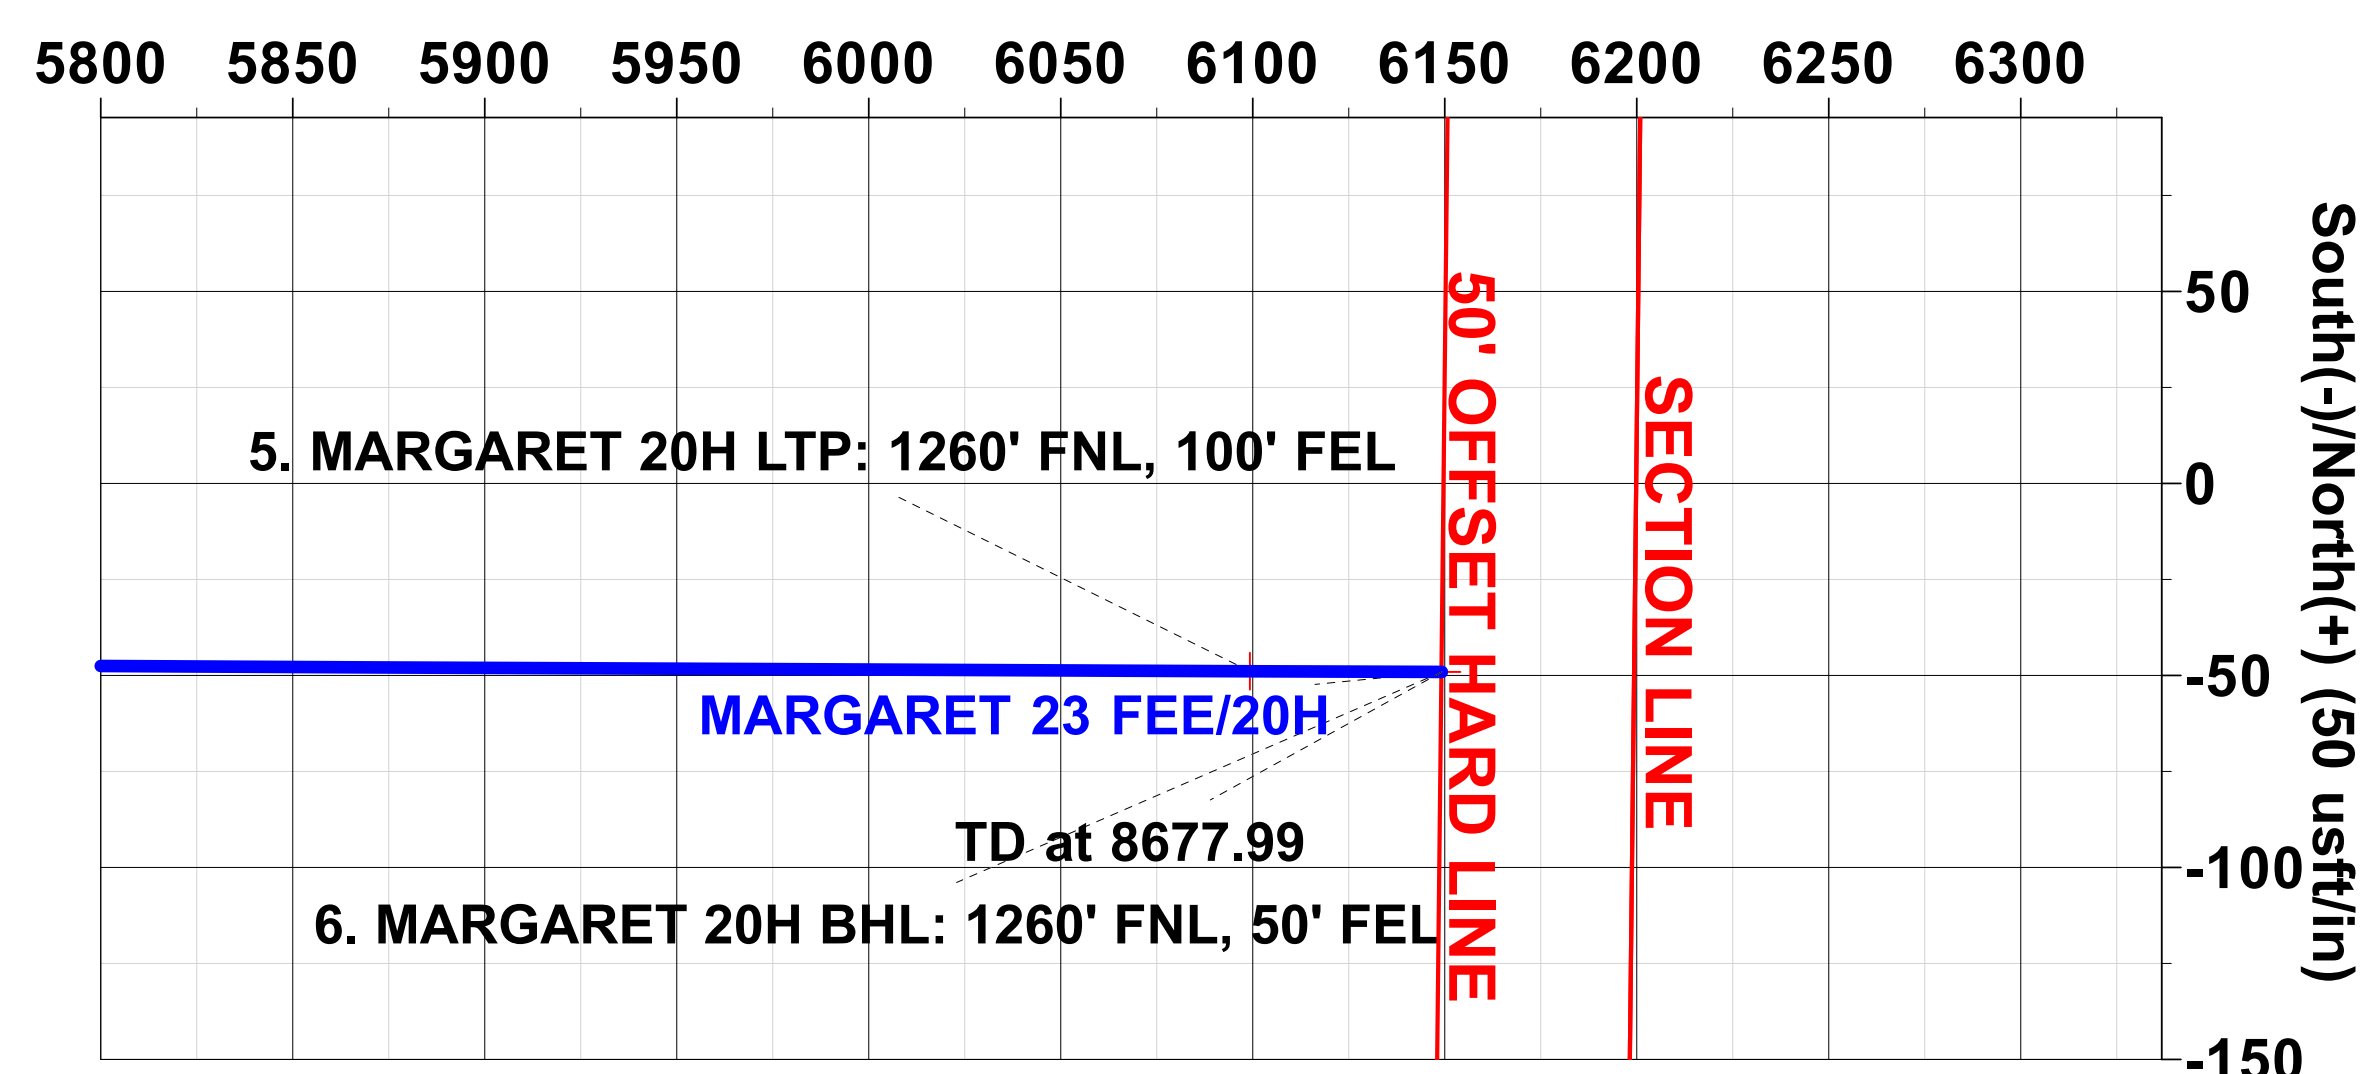 5800 5850 5900 5950 6000 6050 6100 6150 6200 6250 6300
50
0
-50
-100
-150
South(-)/North(+) (50 usft/in)
50' OFFSET HARD LINE
SECTION LINE
5. MARGARET 20H LTP: 1260' FNL, 100' FEL
MARGARET 23 FEE/20H
TD at 8677.99
6. MARGARET 20H BHL: 1260' FNL, 50' FEL